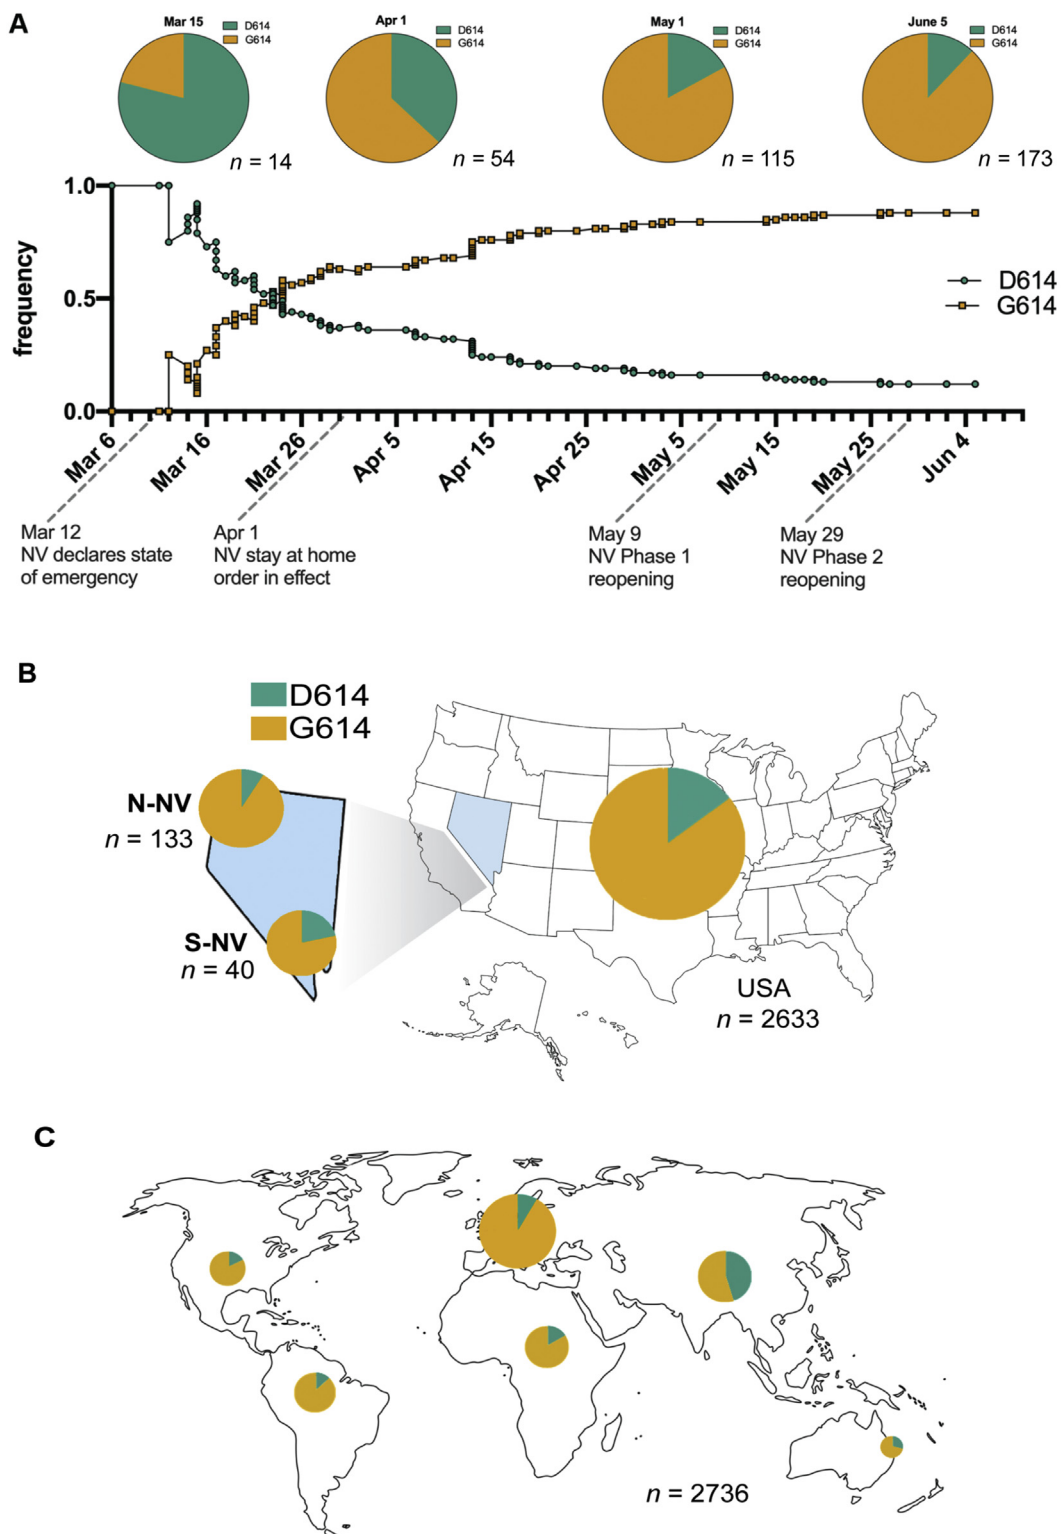 A
Mar 15
D614
G614
n = 14
Apr 1
D614
G614
n = 54
May 1
D614
G614
n = 115
June 5
D614
G614
n = 173
frequency
1.0
0.5
0.0
D614
G614
Mar 6
Mar 16
Mar 26
Apr 5
Apr 15
Apr 25
May 5
May 15
May 25
Jun 4
Mar 12
NV declares state
of emergency
Apr 1
NV stay at home
order in effect
May 9
NV Phase 1
reopening
May 29
NV Phase 2
reopening
B
D614
G614
N-NV
n = 133
S-NV
n = 40
USA
n = 2633
C
n = 2736